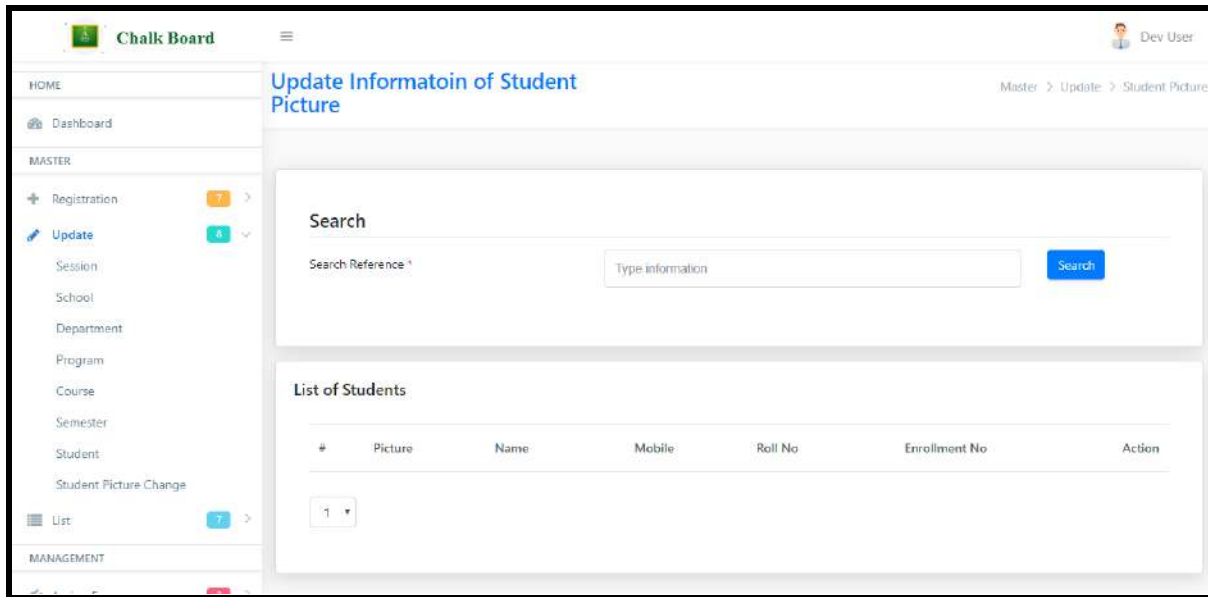 Chalk Board
Dev User
HOME
Dashboard
MASTER
Registration 7
Update 8
Session
School
Department
Program
Course
Semester
Student
Student Picture Change
List 7
MANAGEMENT
Update Informatoin of Student
Picture
Master > Update > Student Picture
Search
Search Reference *
Type information
Search
List of Students
# Picture Name Mobile Roll No Enrollment No Action
1